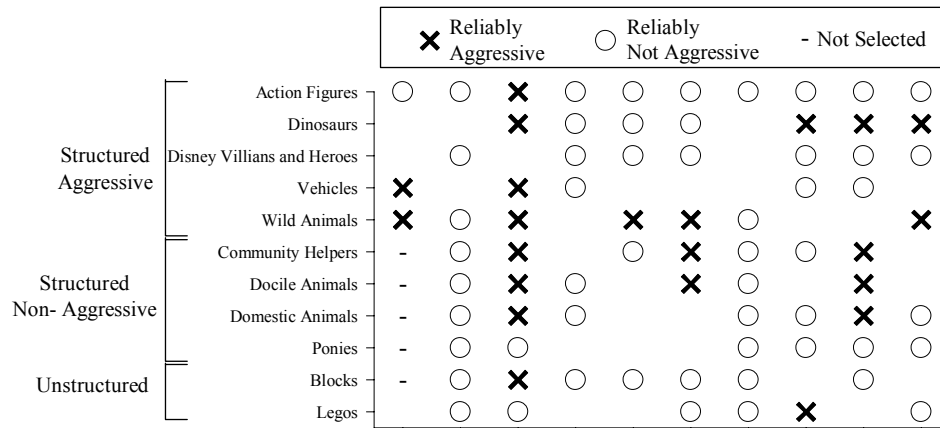 Reliably Aggressive
Reliably Not Aggressive
- Not Selected
Structured Aggressive
Action Figures
Dinosaurs
Disney Villians and Heroes
Vehicles
Wild Animals
Structured Non- Aggressive
Community Helpers
Docile Animals
Domestic Animals
Ponies
Unstructured
Blocks
Legos